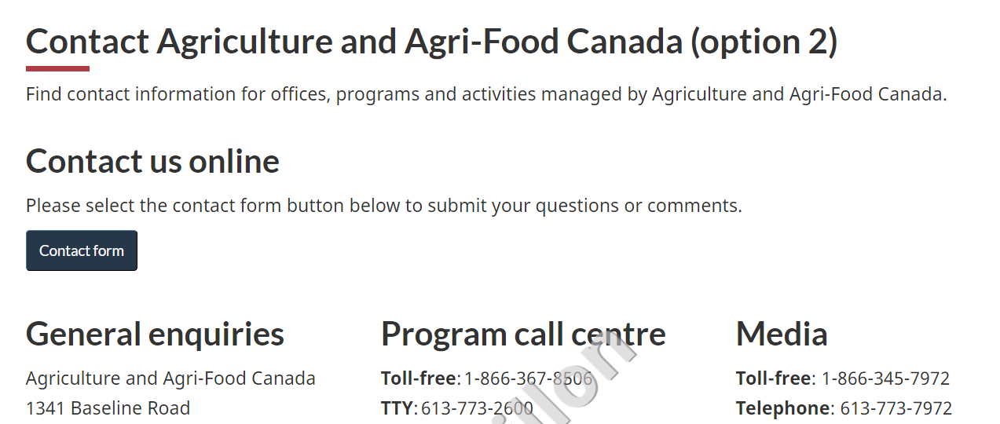 Contact Agriculture and Agri-Food Canada (option 2)
Find contact information for offices, programs and activities managed by Agriculture and Agri-Food Canada.
Contact us online
Please select the contact form button below to submit your questions or comments.
Contact form
General enquiries
Agriculture and Agri-Food Canada
1341 Baseline Road
Program call centre
Toll-free: 1-866-367-8506
TTY: 613-773-2600
Media
Toll-free: 1-866-345-7972
Telephone: 613-773-7972